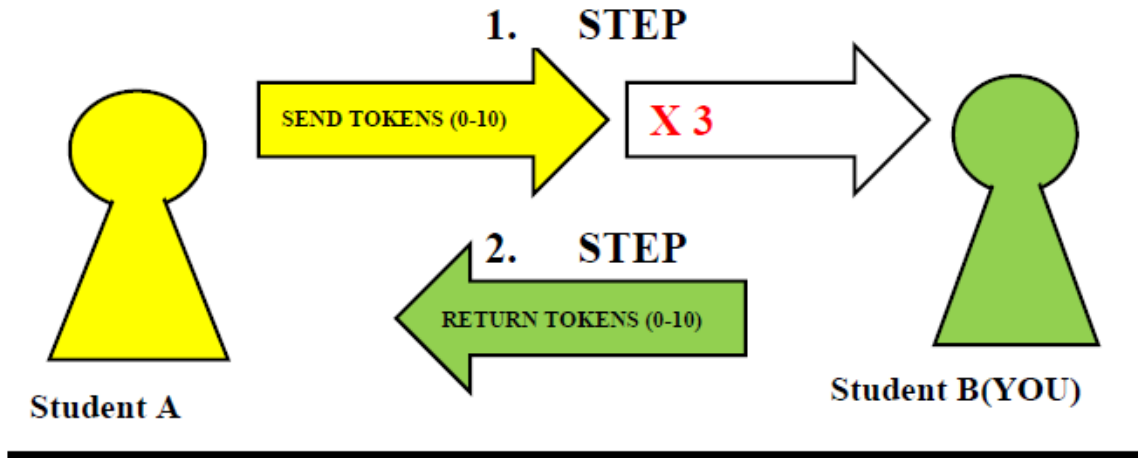 1. STEP
SEND TOKENS (0-10)
X 3
2. STEP
RETURN TOKENS (0-10)
Student A
Student B(YOU)